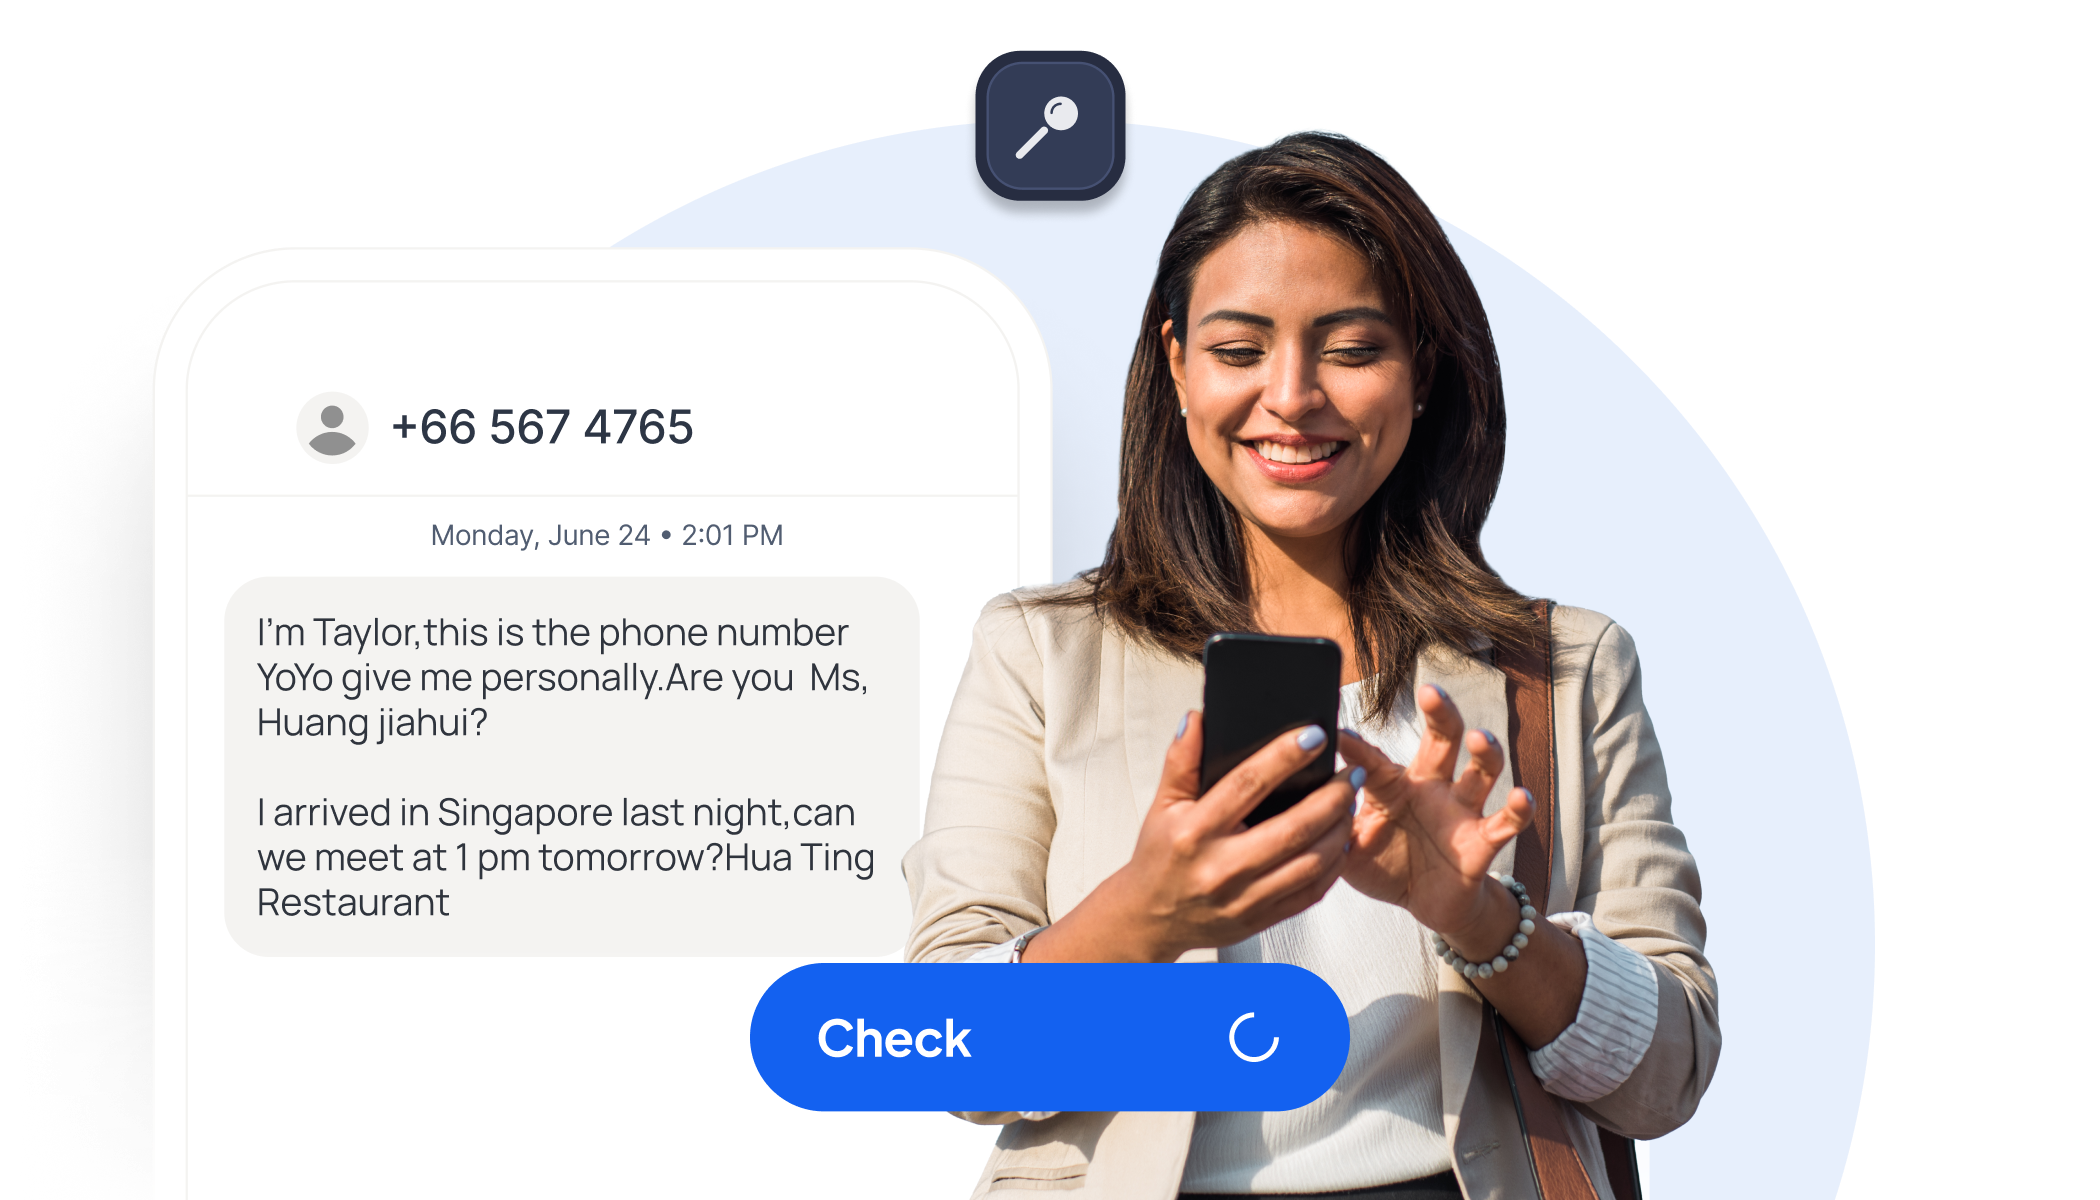 +66 567 4765
Monday, June 24 • 2:01 PM
I'm Taylor,this is the phone number
YoYo give me personally.Are you  Ms,
Huang jiahui?
I arrived in Singapore last night,can
we meet at 1 pm tomorrow?Hua Ting
Restaurant
Check